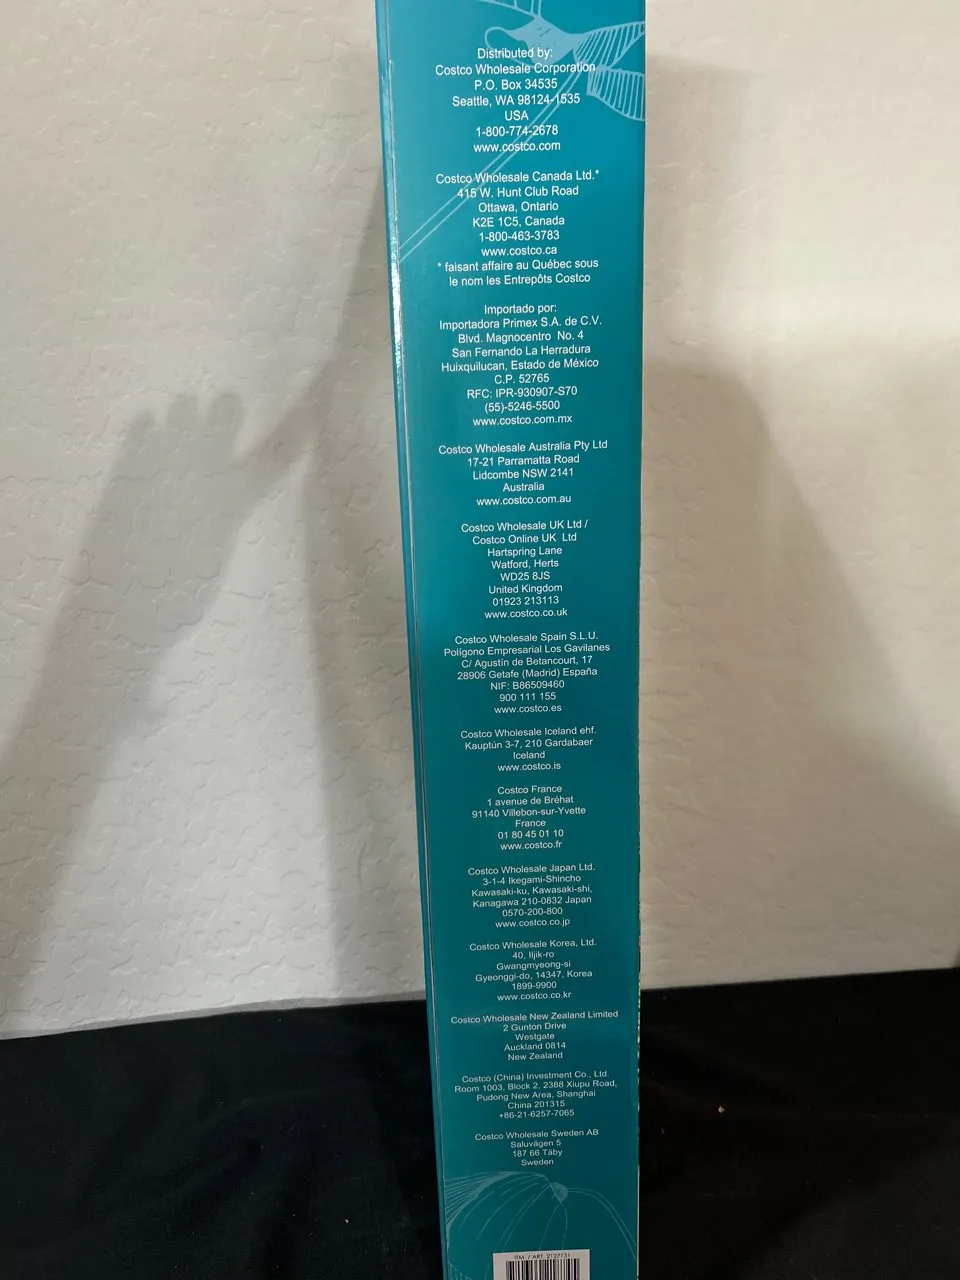 Distributed by:
Costco Wholesale Corporation
P.O. Box 34535
Seattle, WA 98124-1535
USA
1-800-774-2678
www.costco.com
Costco Wholesale Canada Ltd.*
415 W. Hunt Club Road
Ottawa, Ontario
K2E 1C5, Canada
1-800-463-3783
www.costco.ca
* faisant affaire au Québec sous
le nom les Entrepôts Costco
Importado por:
Importadora Primex S.A. de C.V.
Blvd. Magnocentro No. 4
San Fernando La Herradura
Huixquilucan, Estado de México
C.P. 52765
RFC: IPR-930907-S70
(55)-5246-5500
www.costco.com.mx
Costco Wholesale Australia Pty Ltd
17-21 Parramatta Road
Lidcombe NSW 2141
Australia
www.costco.com.au
Costco Wholesale UK Ltd /
Costco Online UK Ltd
Hartspring Lane
Watford, Herts
WD25 8JS
United Kingdom
01923 213113
www.costco.co.uk
Costco Wholesale Spain S.L.U.
Polígono Empresarial Los Gavilanes
C/ Agustín de Betancourt, 17
28906 Getafe (Madrid) España
NIF: B86509460
900 111 155
www.costco.es
Costco Wholesale Iceland ehf.
Kauptún 3-7, 210 Gardabaer
Iceland
www.costco.is
Costco France
1 avenue de Bréhat
91140 Villebon-sur-Yvette
France
01 80 45 01 10
www.costco.fr
Costco Wholesale Japan Ltd.
3-1-4 Ikegami-Shincho
Kawasaki-ku, Kawasaki-shi,
Kanagawa 210-0832 Japan
0570-200-800
www.costco.co.jp
Costco Wholesale Korea, Ltd.
40, Iljik-ro
Gwangmyeong-si
Gyeonggi-do, 14347, Korea
1899-9900
www.costco.co.kr
Costco Wholesale New Zealand Limited
2 Gunton Drive
Westgate
Auckland 0814
New Zealand
Costco (China) Investment Co., Ltd.
Room 1003, Block 2, 2388 Xiupu Road,
Pudong New Area, Shanghai
China 201315
+86-21-6257-7065
Costco Wholesale Sweden AB
Saluvägen 5
187 66 Täby
Sweden
ITM. / ART. 2127131